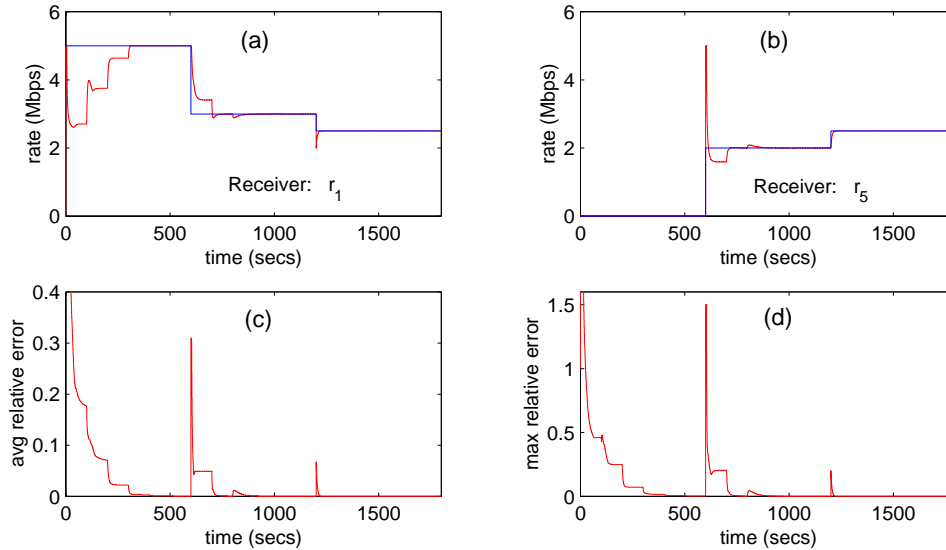 (a)
rate (Mbps)
6
4
2
0
Receiver: r1
0 500 1000 1500
time (secs)
(b)
rate (Mbps)
6
4
2
0
Receiver: r5
0 500 1000 1500
time (secs)
(c)
avg relative error
0.4
0.3
0.2
0.1
0
0 500 1000 1500
time (secs)
(d)
max relative error
1.5
1
0.5
0
0 500 1000 1500
time (secs)